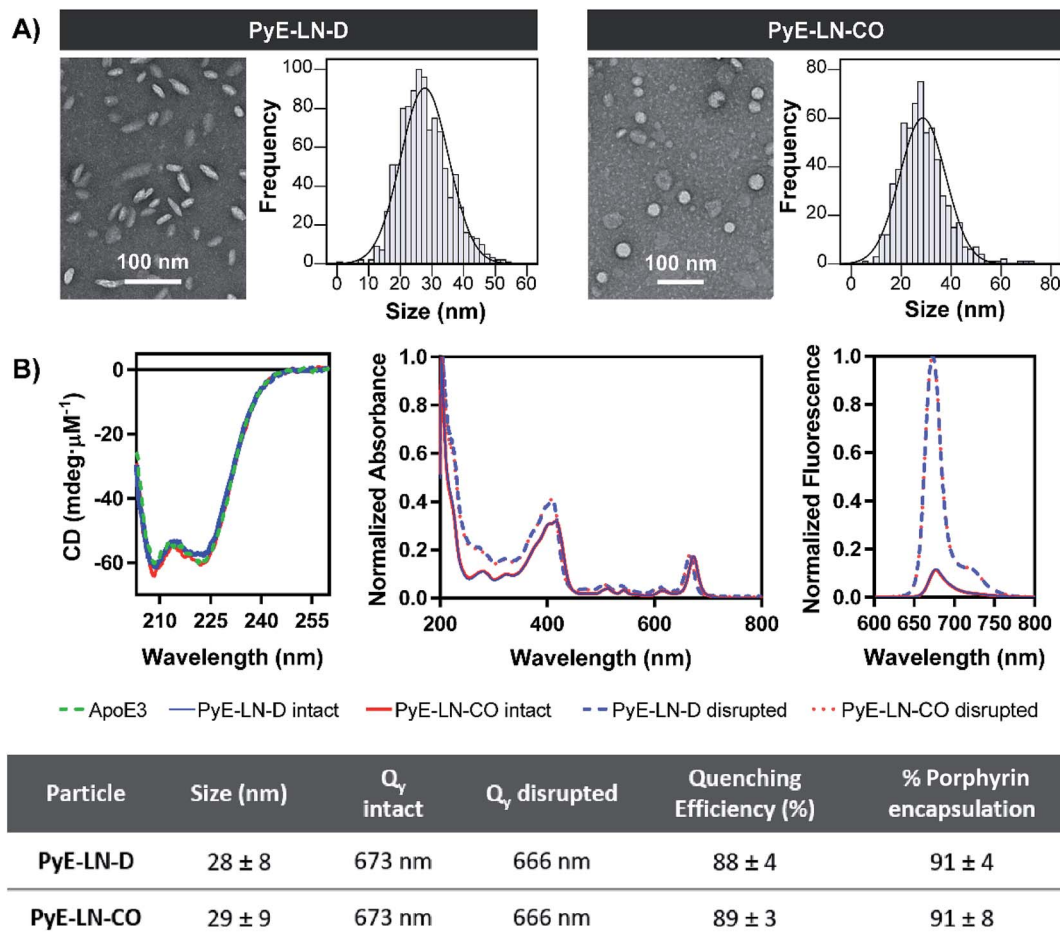 A)
PyE-LN-D
PyE-LN-CO
100 nm
Frequency
100
80
60
40
20
0
0 10 20 30 40 50 60
Size (nm)
100 nm
Frequency
80
60
40
20
0
0 20 40 60 80
Size (nm)
B)
CD (mdeg·µM⁻¹)
0
-20
-40
-60
210 225 240 255
Wavelength (nm)
Normalized Absorbance
1.0
0.8
0.6
0.4
0.2
0.0
200 400 600 800
Wavelength (nm)
Normalized Fluorescence
1.0
0.8
0.6
0.4
0.2
0.0
600 650 700 750 800
Wavelength (nm)
ApoE3 PyE-LN-D intact PyE-LN-CO intact PyE-LN-D disrupted PyE-LN-CO disrupted
Particle Size (nm) Qy intact Qy disrupted Quenching Efficiency (%) % Porphyrin encapsulation
PyE-LN-D 28 ± 8 673 nm 666 nm 88 ± 4 91 ± 4
PyE-LN-CO 29 ± 9 673 nm 666 nm 89 ± 3 91 ± 8